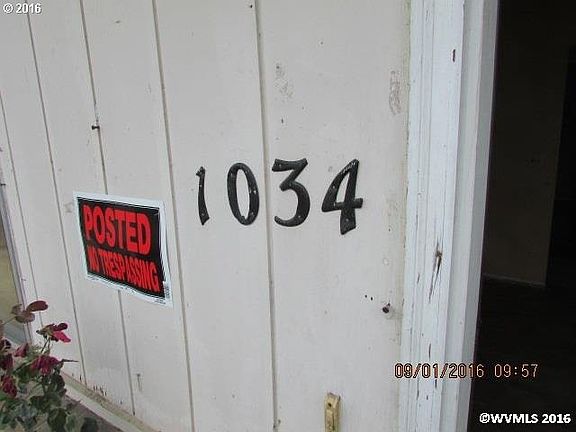 © 2016
1034
POSTED
NO TRESPASSING
09/01/2016 09:57
©WVMLS 2016